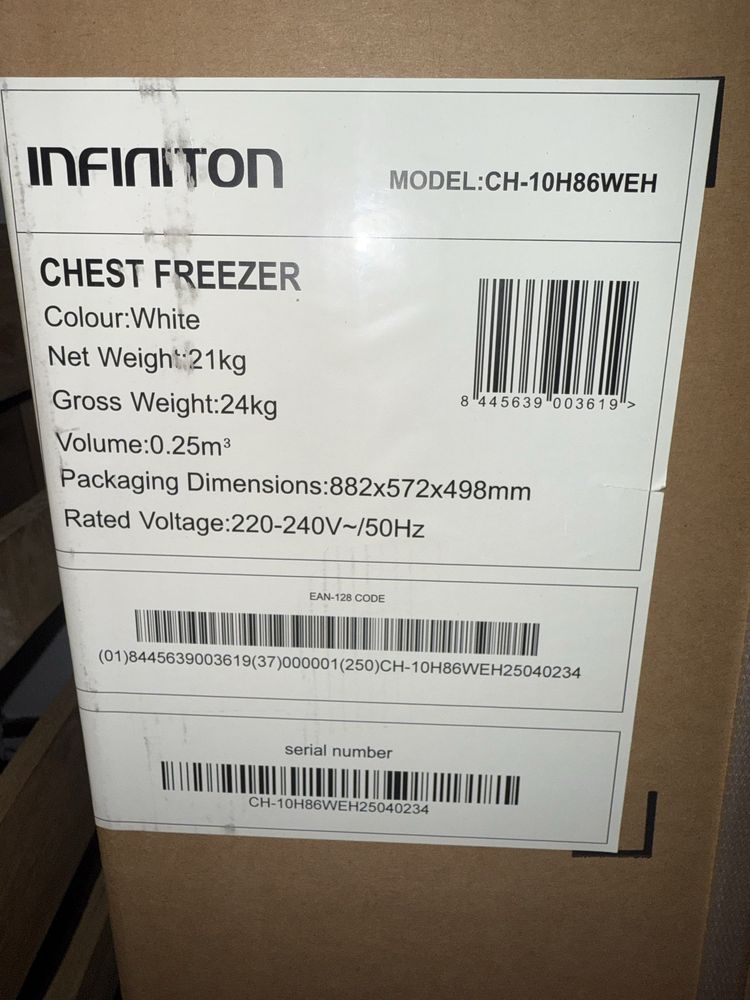 INFINITON
MODEL:CH-10H86WEH
CHEST FREEZER
Colour:White
Net Weight:21kg
Gross Weight:24kg
Volume:0.25m³
Packaging Dimensions:882x572x498mm
Rated Voltage:220-240V~/50Hz
8 445639 003619 >
EAN-128 CODE
(01)8445639003619(37)000001(250)CH-10H86WEH25040234
serial number
CH-10H86WEH25040234